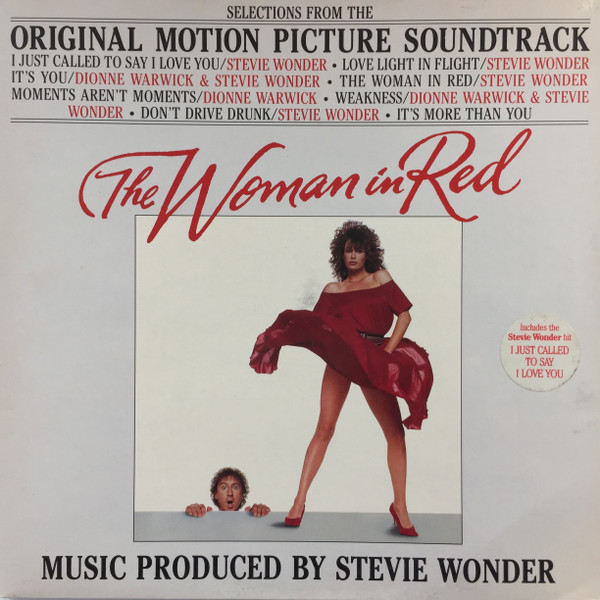 SELECTIONS FROM THE
ORIGINAL MOTION PICTURE SOUNDTRACK
I JUST CALLED TO SAY I LOVE YOU/STEVIE WONDER • LOVE LIGHT IN FLIGHT/STEVIE WONDER
IT'S YOU/DIONNE WARWICK & STEVIE WONDER • THE WOMAN IN RED/STEVIE WONDER
MOMENTS AREN'T MOMENTS/DIONNE WARWICK • WEAKNESS/DIONNE WARWICK & STEVIE
WONDER • DON'T DRIVE DRUNK/STEVIE WONDER • IT'S MORE THAN YOU
The Woman in Red
Includes the
Stevie Wonder hit
I JUST CALLED
TO SAY
I LOVE YOU
MUSIC PRODUCED BY STEVIE WONDER